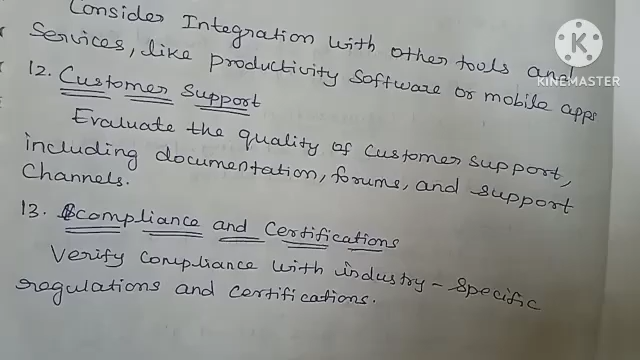 Consider Integration with other tools and
Services, like productivity software or mobile apps
12. Customer Support
Evaluate the quality of customer support,
including documentation, forums, and support
Channels.
13. compliance and Certifications
Verify compliance with industry - specific
regulations and certifications.
K
KINEMASTER